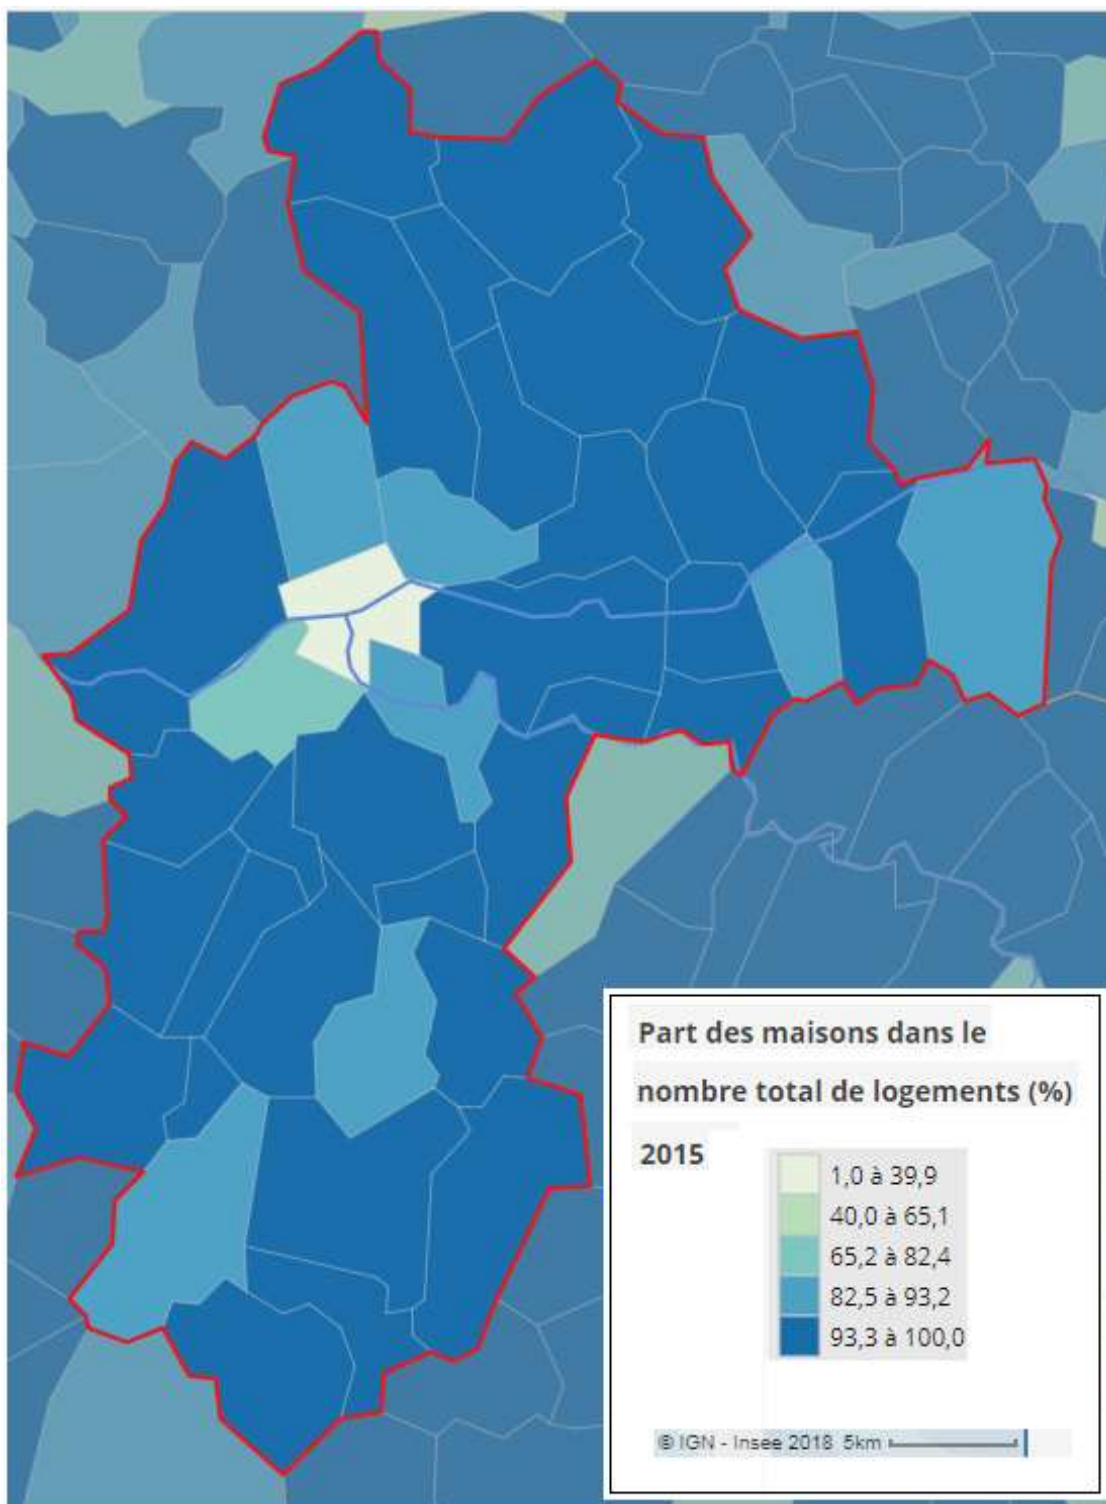 Part des maisons dans le
nombre total de logements (%)
2015
1,0 à 39,9
40,0 à 65,1
65,2 à 82,4
82,5 à 93,2
93,3 à 100,0
© IGN - Insee 2018 5km